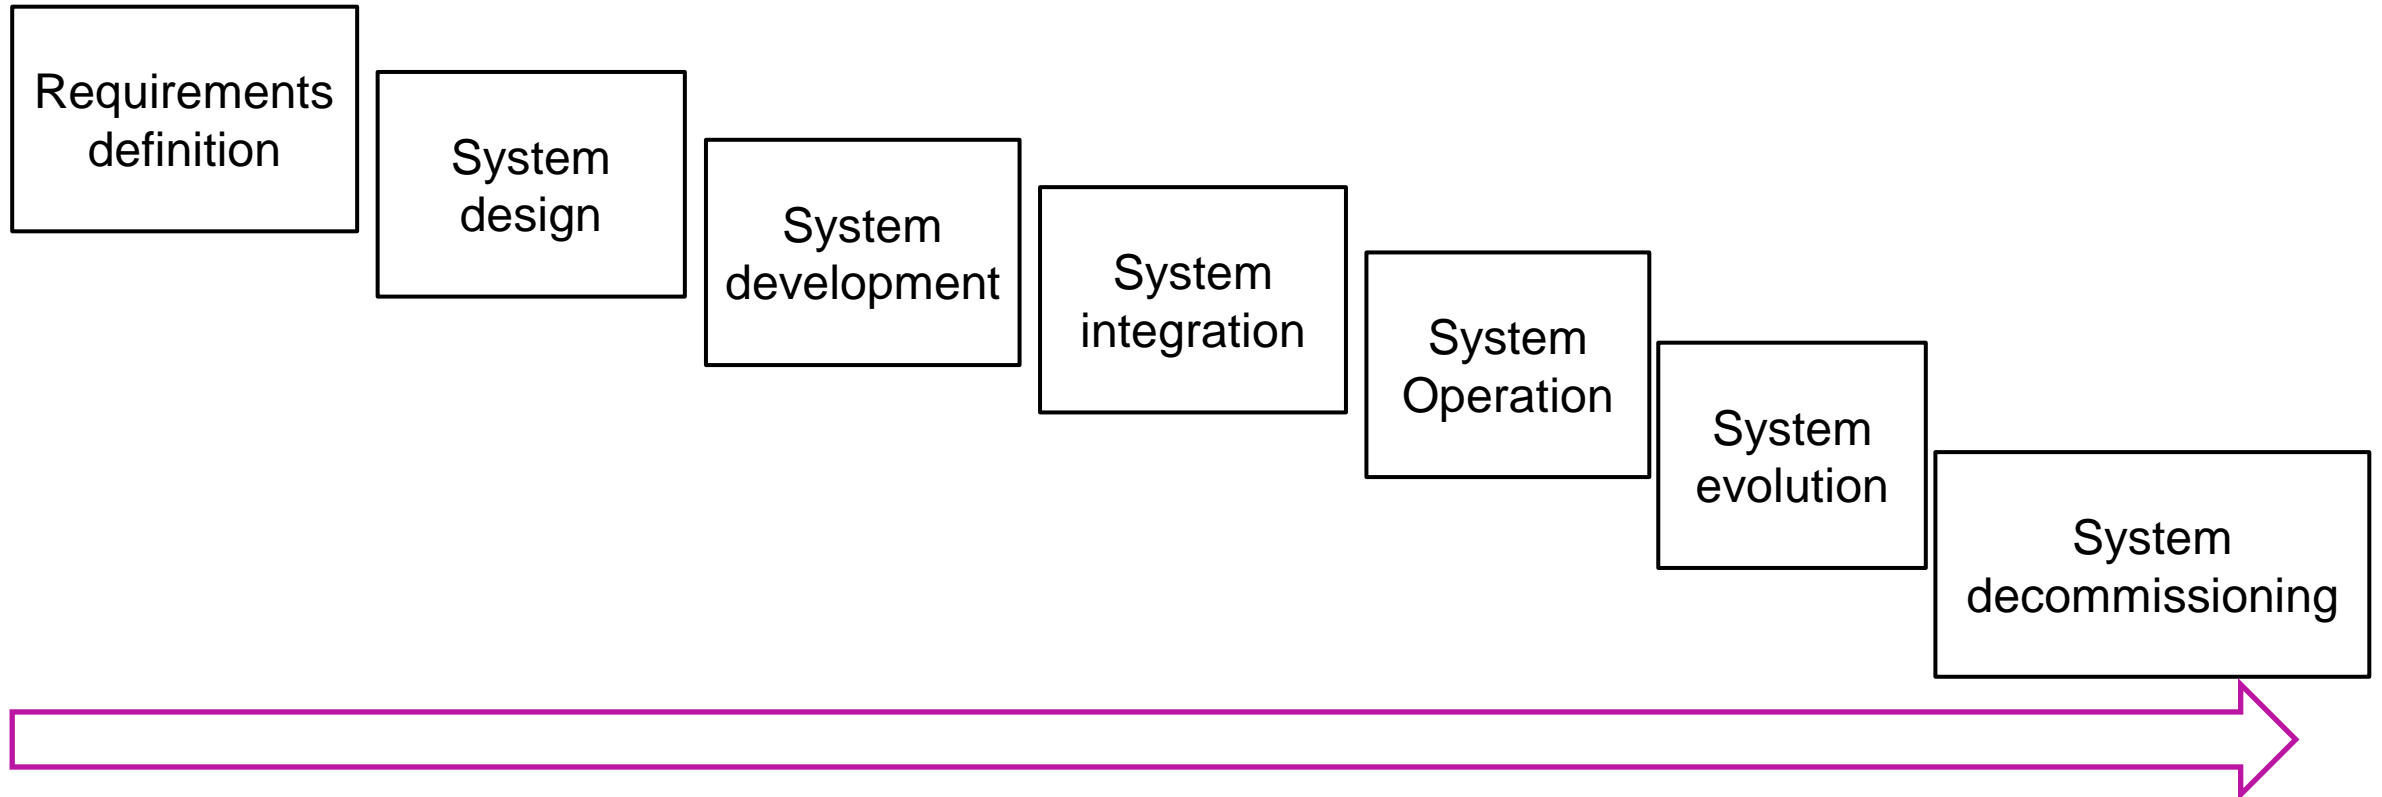 Requirements
definition
System
design
System
development
System
integration
System
Operation
System
evolution
System
decommissioning